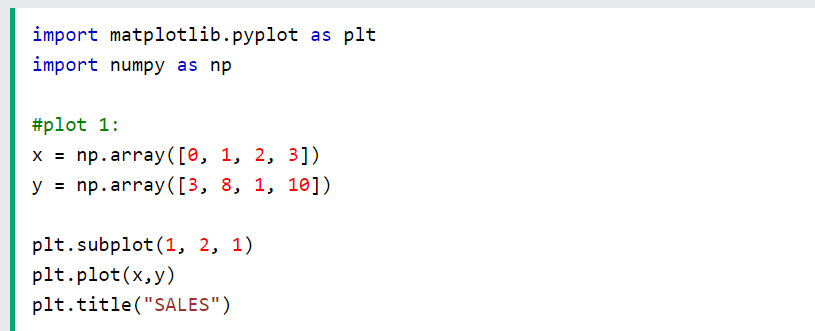 import matplotlib.pyplot as plt
import numpy as np
#plot 1:
x = np.array([0, 1, 2, 3])
y = np.array([3, 8, 1, 10])
plt.subplot(1, 2, 1)
plt.plot(x,y)
plt.title("SALES")